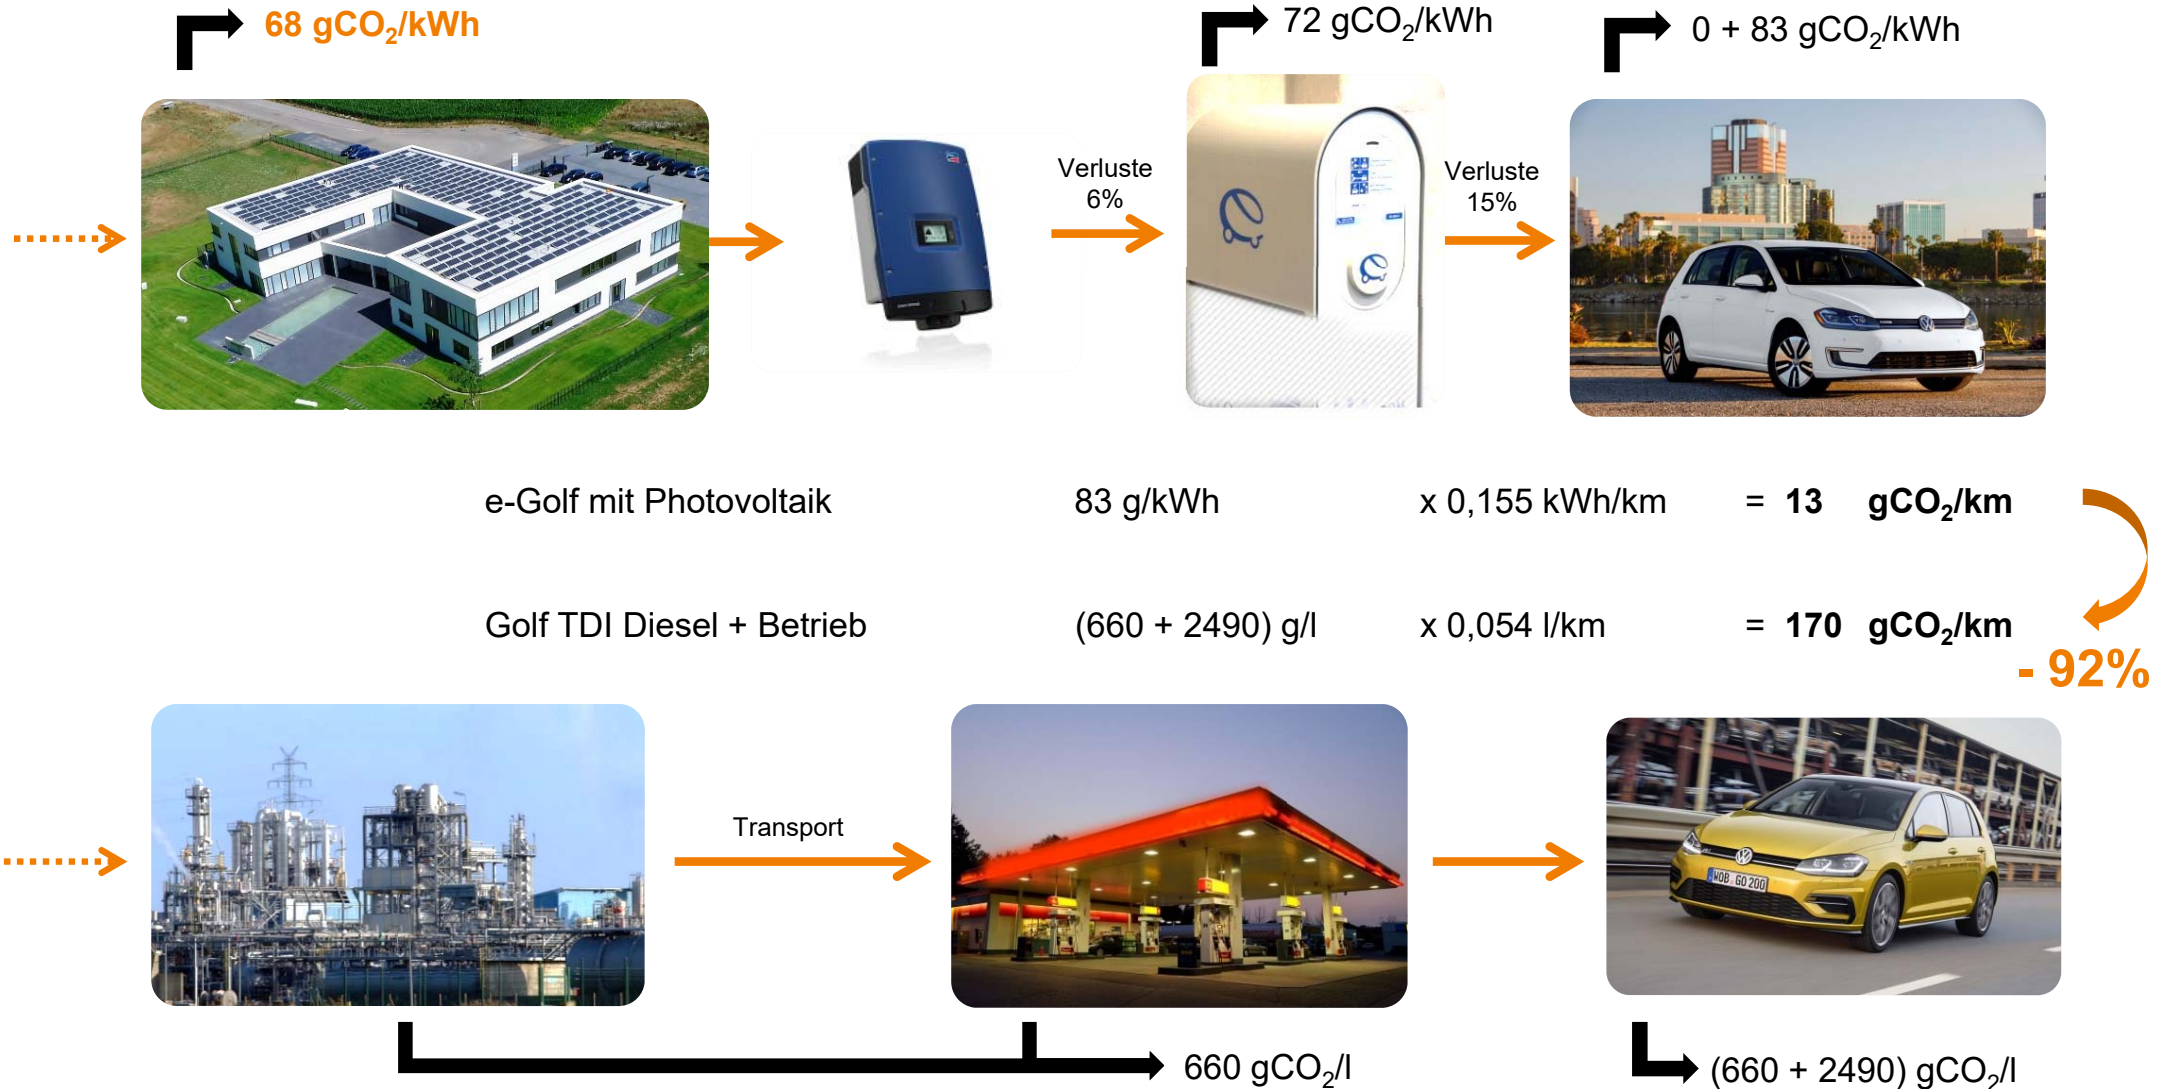 68 gCO₂/kWh
72 gCO₂/kWh
0 + 83 gCO₂/kWh
Verluste
6%
Verluste
15%
e-Golf mit Photovoltaik 83 g/kWh x 0,155 kWh/km = 13 gCO₂/km
Golf TDI Diesel + Betrieb (660 + 2490) g/l x 0,054 l/km = 170 gCO₂/km
- 92%
Transport
WOB GO 200
660 gCO₂/l
(660 + 2490) gCO₂/l